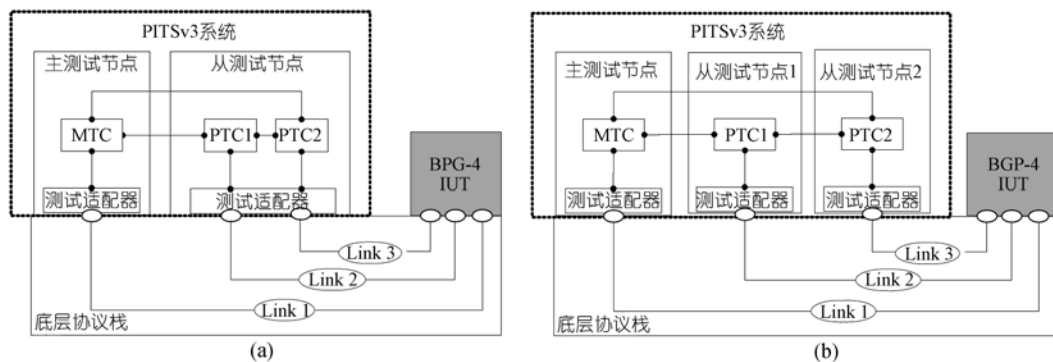 PITSv3系统
主测试节点
从测试节点
MTC
PTC1
PTC2
测试适配器
测试适配器
BPG-4
IUT
Link 3
Link 2
Link 1
底层协议栈
(a)
PITSv3系统
主测试节点
从测试节点1
从测试节点2
MTC
PTC1
PTC2
测试适配器
测试适配器
测试适配器
BGP-4
IUT
Link 3
Link 2
Link 1
底层协议栈
(b)